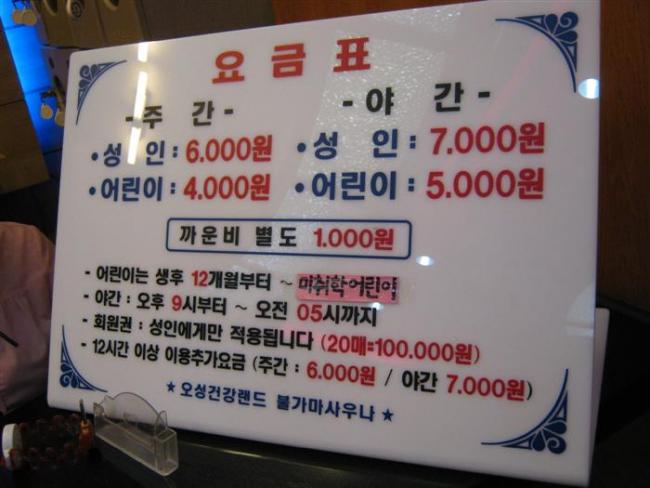 요금표
- 주 간 - - 야 간 -
• 성 인 : 6.000원 • 성 인 : 7.000원
• 어린이 : 4.000원 • 어린이 : 5.000원
까운비 별도 1.000원
- 어린이는 생후 12개월부터 ~ 미취학어린이
- 야간 : 오후 9시부터 ~ 오전 05시까지
- 회원권 : 성인에게만 적용됩니다 (20매=100.000원)
- 12시간 이상 이용추가요금 (주간 : 6.000원 / 야간 7.000원)
★ 오성건강랜드 불가마사우나 ★